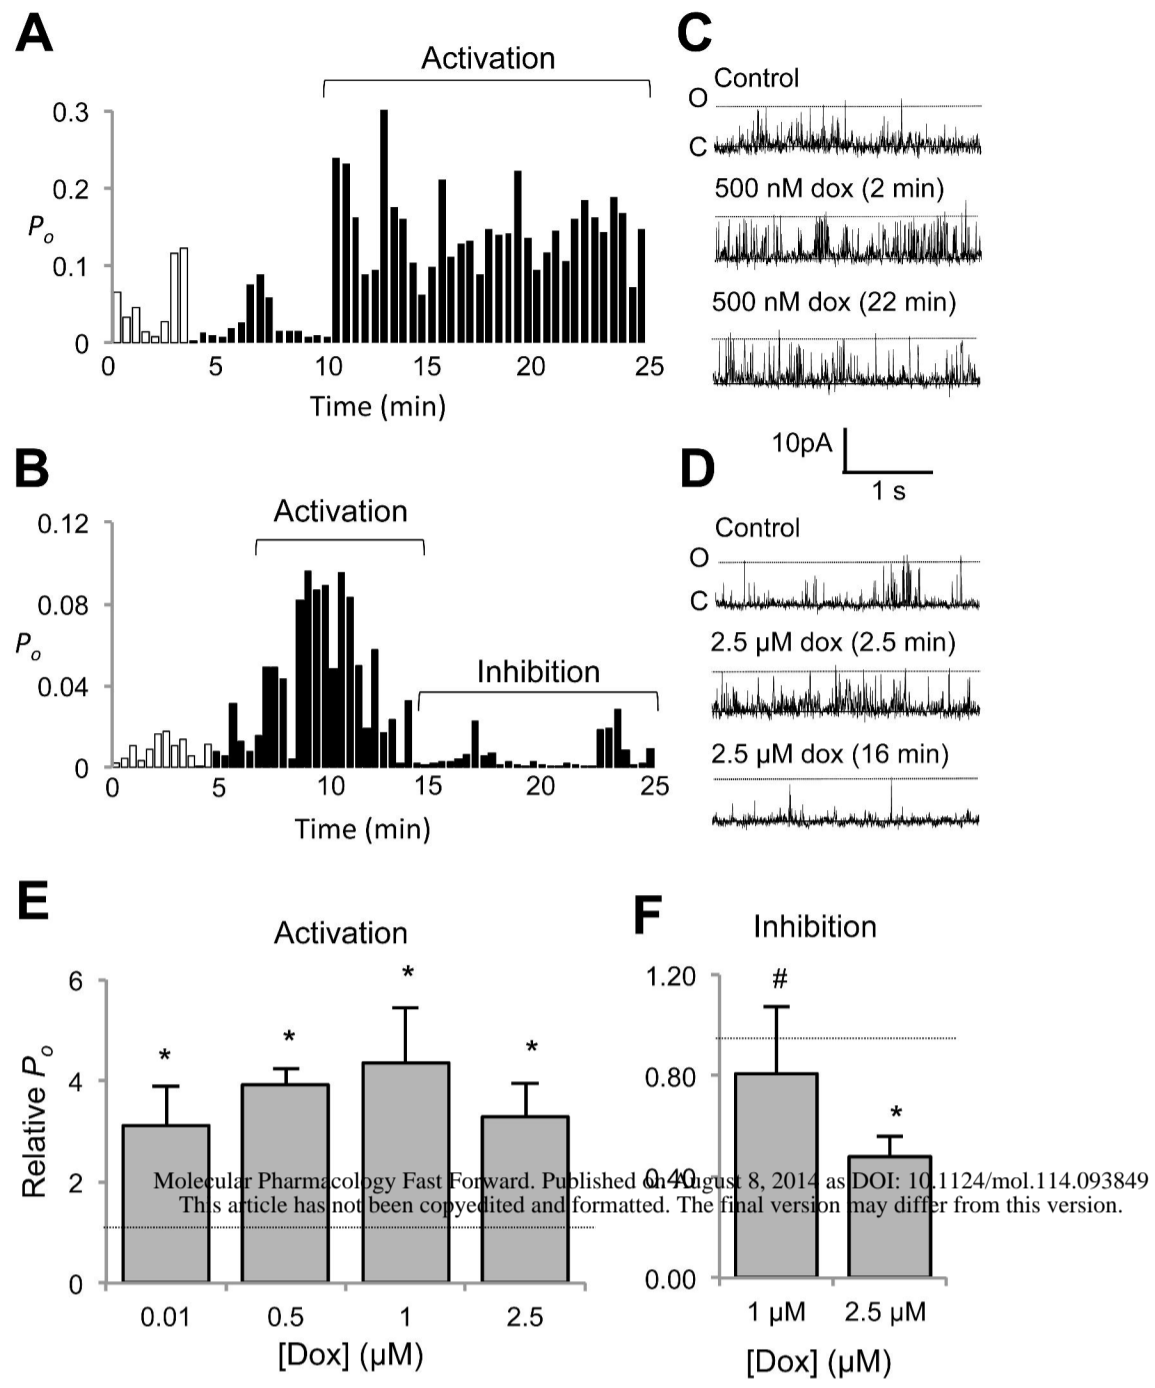 A
Activation
0.3
0.2
Po
0.1
0
0 5 10 15 20 25
Time (min)
B
Activation
0.12
0.08
Po
Inhibition
0.04
0
0 5 10 15 20 25
Time (min)
C
Control
O
C
500 nM dox (2 min)
500 nM dox (22 min)
10pA
1 s
D
Control
O
C
2.5 µM dox (2.5 min)
2.5 µM dox (16 min)
E
Activation
6
4
2
0
Relative Po
* * * *
0.01 0.5 1 2.5
[Dox] (µM)
F
Inhibition
1.20
0.80
0.40
0.00
# *
1 µM 2.5 µM
[Dox] (µM)
Molecular Pharmacology Fast Forward. Published on August 8, 2014 as DOI: 10.1124/mol.114.093849
This article has not been copyedited and formatted. The final version may differ from this version.